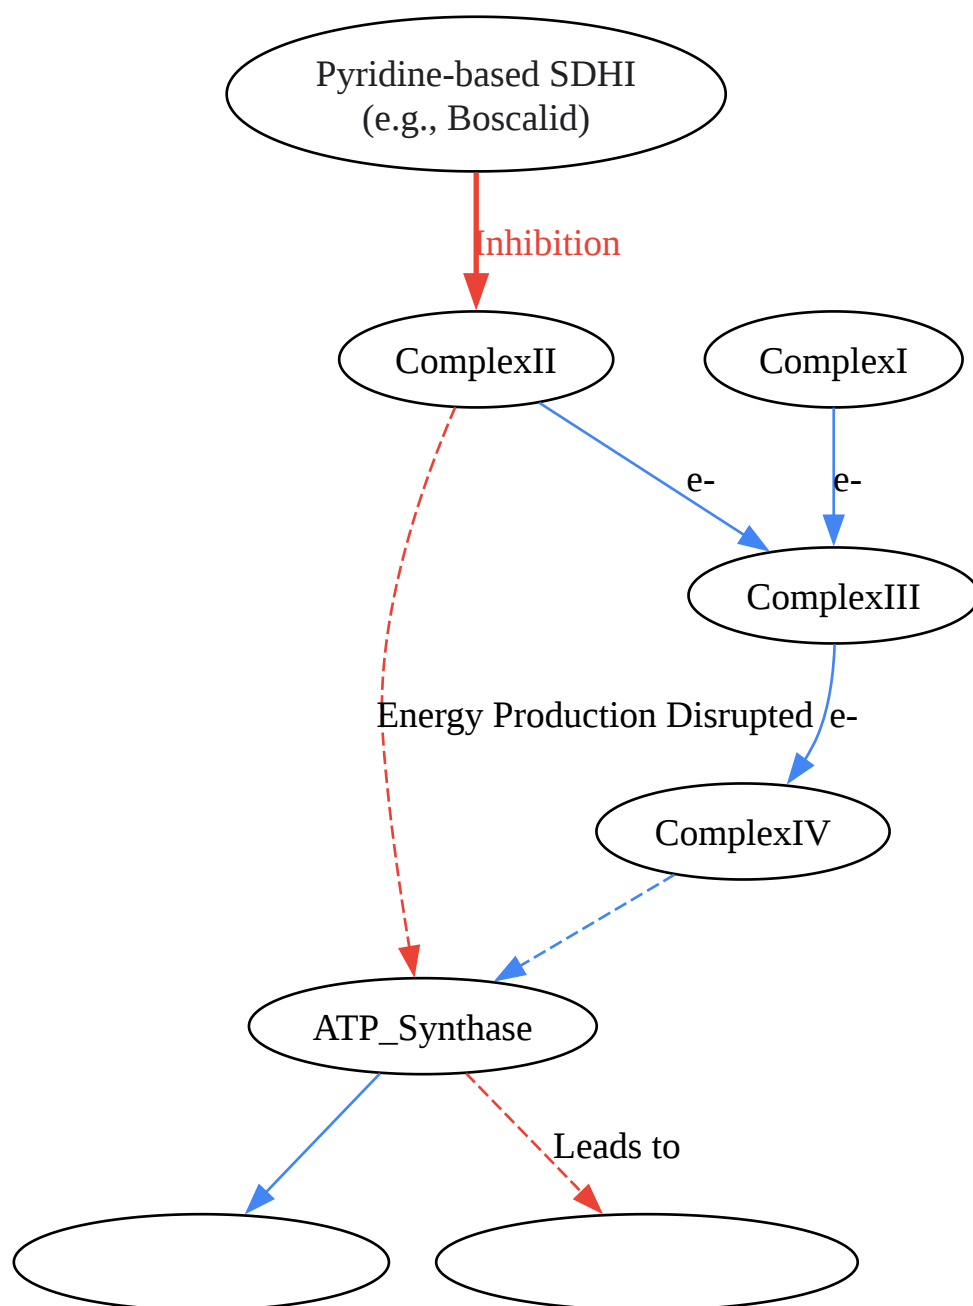 Pyridine-based SDHI
(e.g., Boscalid)
Inhibition
ComplexII
ComplexI
e-
e-
ComplexIII
Energy Production Disrupted
e-
ComplexIV
ATP_Synthase
Leads to